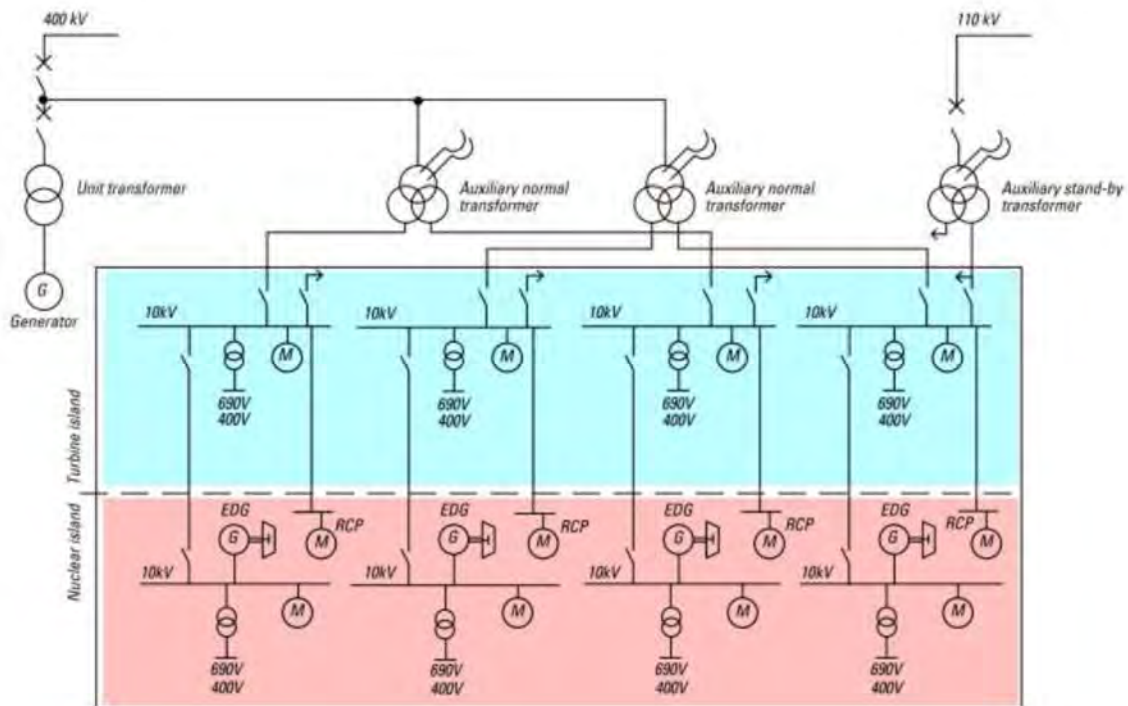 400 kV
110 kV
Unit transformer
Auxiliary normal
transformer
Auxiliary normal
transformer
Auxiliary stand-by
transformer
G
Generator
10kV
10kV
10kV
10kV
M
M
M
M
690V
400V
690V
400V
690V
400V
690V
400V
Turbine island
Nuclear island
EDG
EDG
EDG
EDG
RCP
RCP
RCP
RCP
G
M
G
M
G
M
G
M
10kV
10kV
10kV
10kV
M
M
M
M
690V
400V
690V
400V
690V
400V
690V
400V